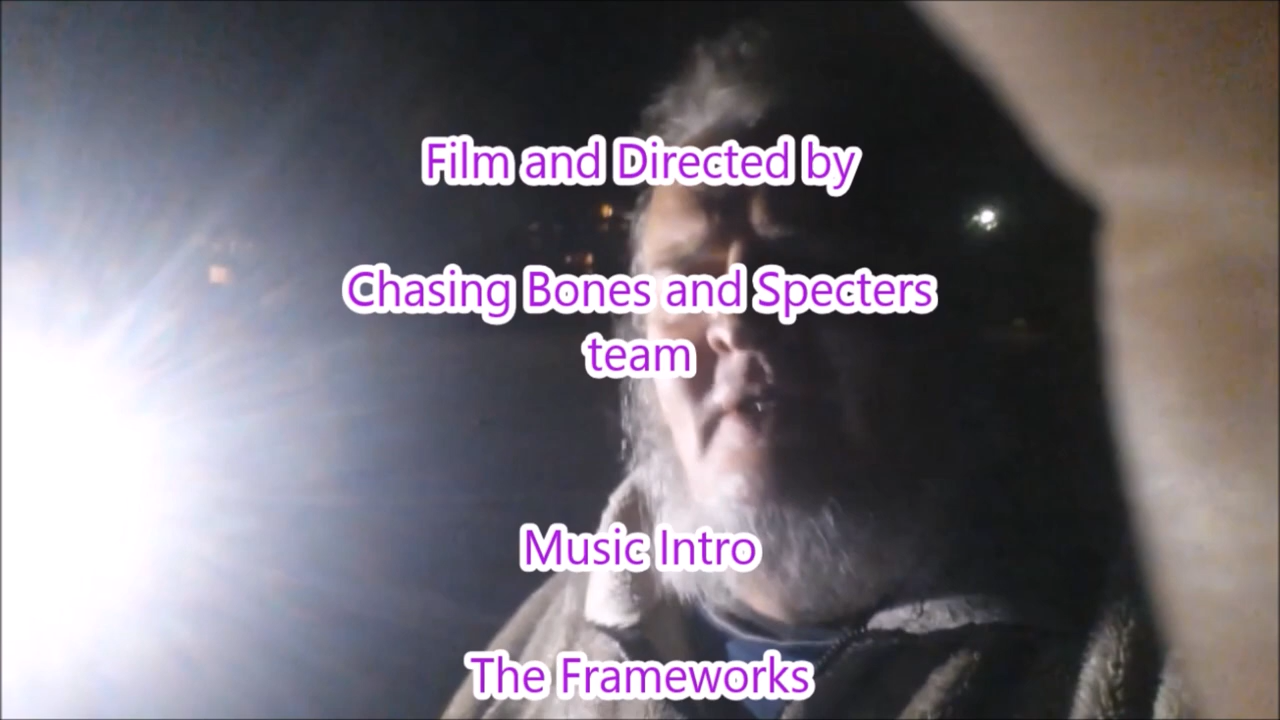 Film and Directed by
Chasing Bones and Specters
team
Music Intro
The Frameworks